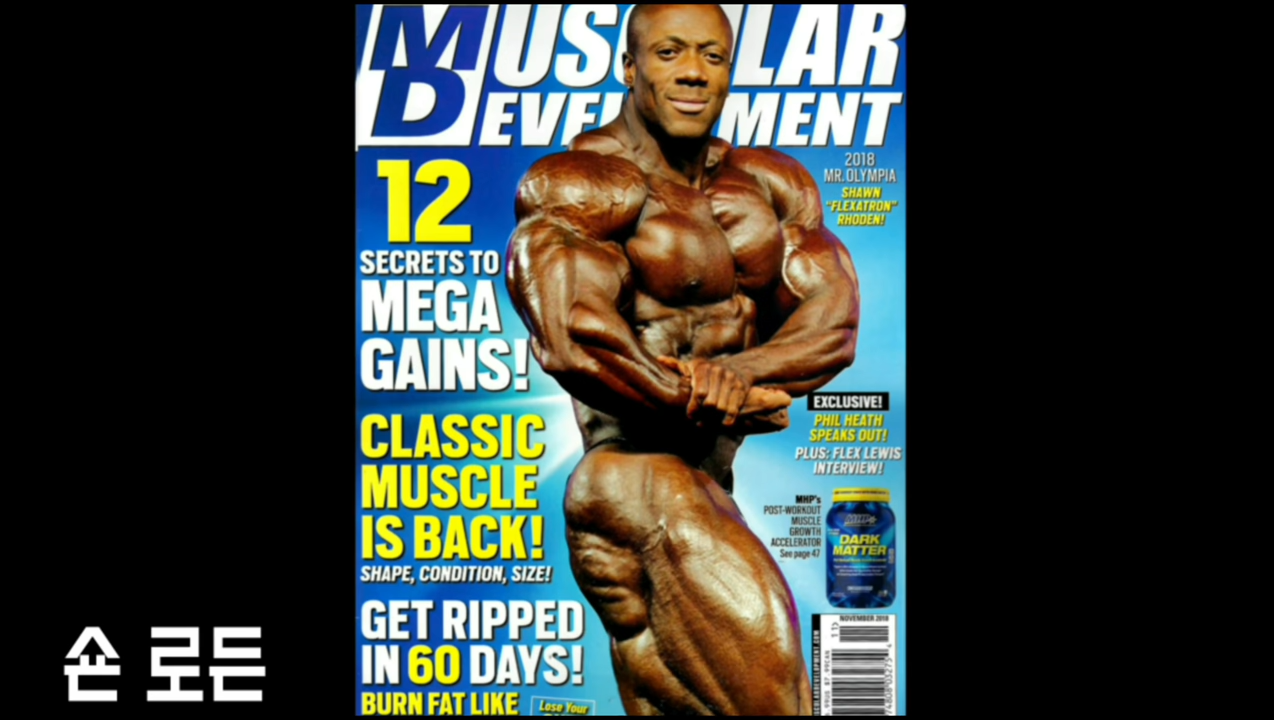 MD
MUSCULAR
DEVELOPMENT
2018
MR. OLYMPIA
SHAWN
"FLEXATRON"
RHODEN!
12
SECRETS TO
MEGA
GAINS!
CLASSIC
MUSCLE
IS BACK!
SHAPE, CONDITION, SIZE!
GET RIPPED
IN 60 DAYS!
BURN FAT LIKE
Lose Your
EXCLUSIVE!
PHIL HEATH
SPEAKS OUT!
PLUS: FLEX LEWIS
INTERVIEW!
MHP's
POST-WORKOUT
MUSCLE
GROWTH
ACCELERATOR
See page 47
DARK
MATTER
NOVEMBER 2018
11>
숀 로든